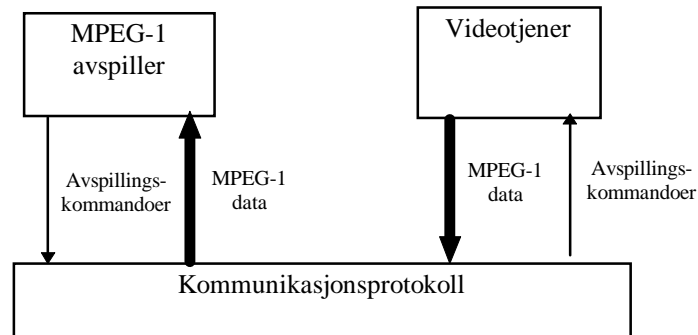 MPEG-1
avspiller
Videotjener
Avspillings-
kommandoer
MPEG-1
data
MPEG-1
data
Avspillings-
kommandoer
Kommunikasjonsprotokoll